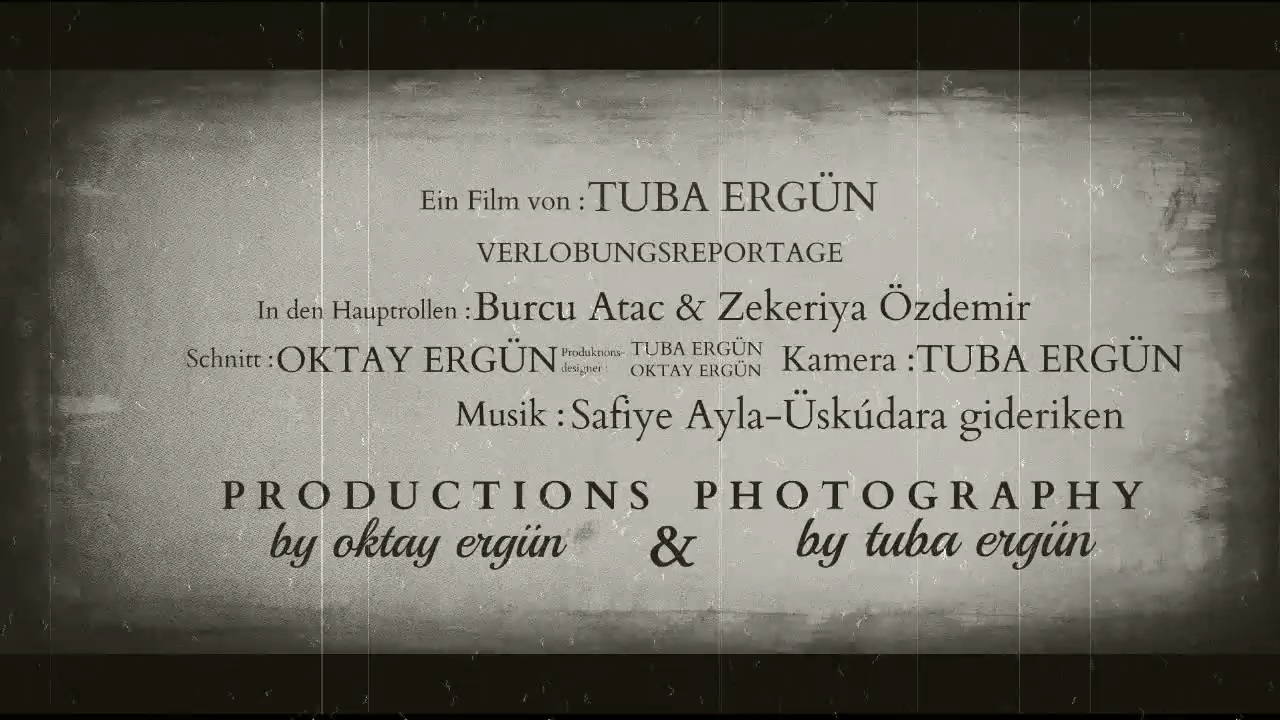 Ein Film von : TUBA ERGÜN
VERLOBUNGSREPORTAGE
In den Hauptrollen : Burcu Atac & Zekeriya Özdemir
Schnitt : OKTAY ERGÜN Produktions- designer : TUBA ERGÜN OKTAY ERGÜN Kamera : TUBA ERGÜN
Musik : Safiye Ayla-Üskúdara gideriken
PRODUCTIONS PHOTOGRAPHY
by oktay ergün & by tuba ergün